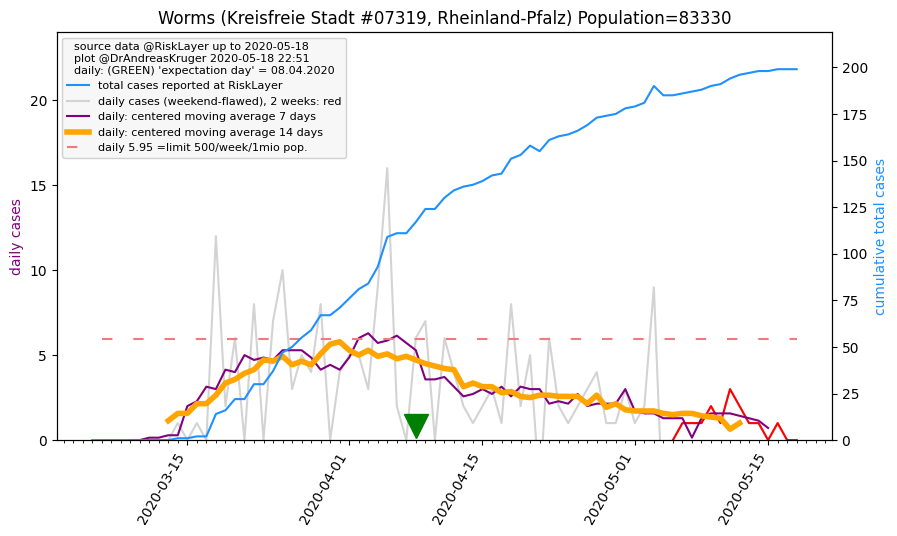 Worms (Kreisfreie Stadt #07319, Rheinland-Pfalz) Population=83330
source data @RiskLayer up to 2020-05-18
plot @DrAndreasKruger 2020-05-18 22:51
daily: (GREEN) 'expectation day' = 08.04.2020
total cases reported at RiskLayer
daily cases (weekend-flawed), 2 weeks: red
daily: centered moving average 7 days
daily: centered moving average 14 days
daily 5.95 =limit 500/week/1mio pop.
daily cases
20
15
10
5
0
cumulative total cases
200
175
150
125
100
75
50
25
0
2020-03-15
2020-04-01
2020-04-15
2020-05-01
2020-05-15